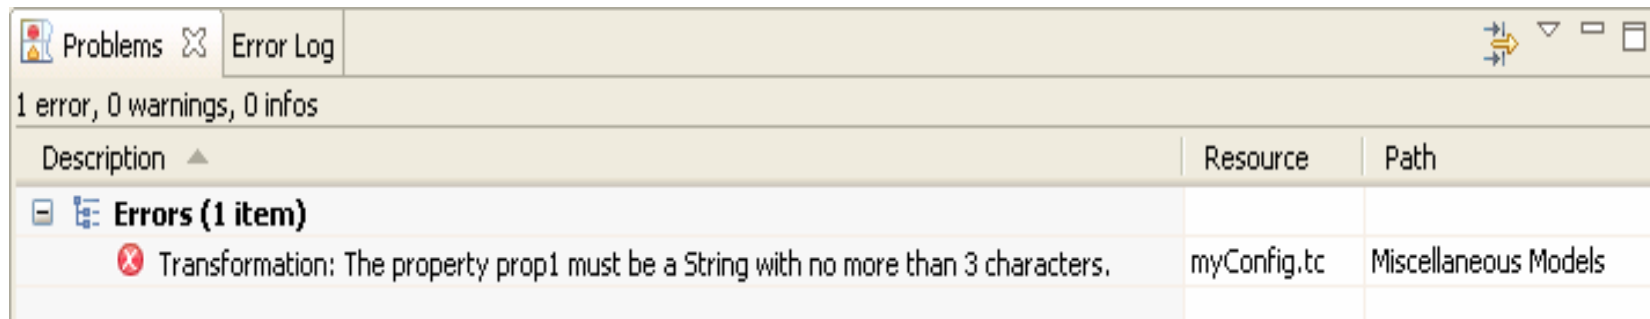 Problems Error Log
1 error, 0 warnings, 0 infos
Description Resource Path
Errors (1 item)
Transformation: The property prop1 must be a String with no more than 3 characters. myConfig.tc Miscellaneous Models